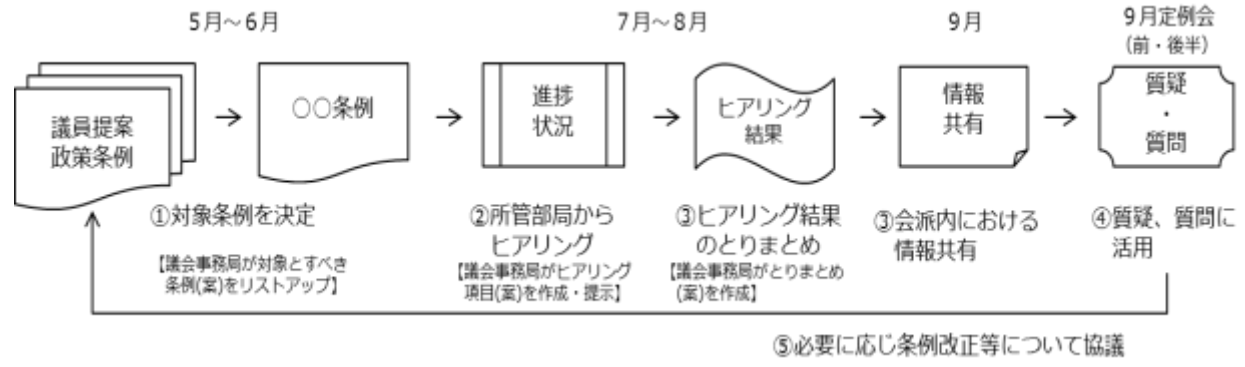 5月～6月
7月～8月
9月
9月定例会
(前・後半)
議員提案
政策条例
→
〇〇条例
→
進捗
状況
→
ヒアリング
結果
→
情報
共有
→
質疑
・
質問
①対象条例を決定
【議会事務局が対象とすべき
条例(案)をリストアップ】
②所管部局から
ヒアリング
【議会事務局がヒアリング
項目(案)を作成・提示】
③ヒアリング結果
のとりまとめ
【議会事務局がとりまとめ
(案)を作成】
③会派内における
情報共有
④質疑、質問に
活用
⑤必要に応じ条例改正等について協議